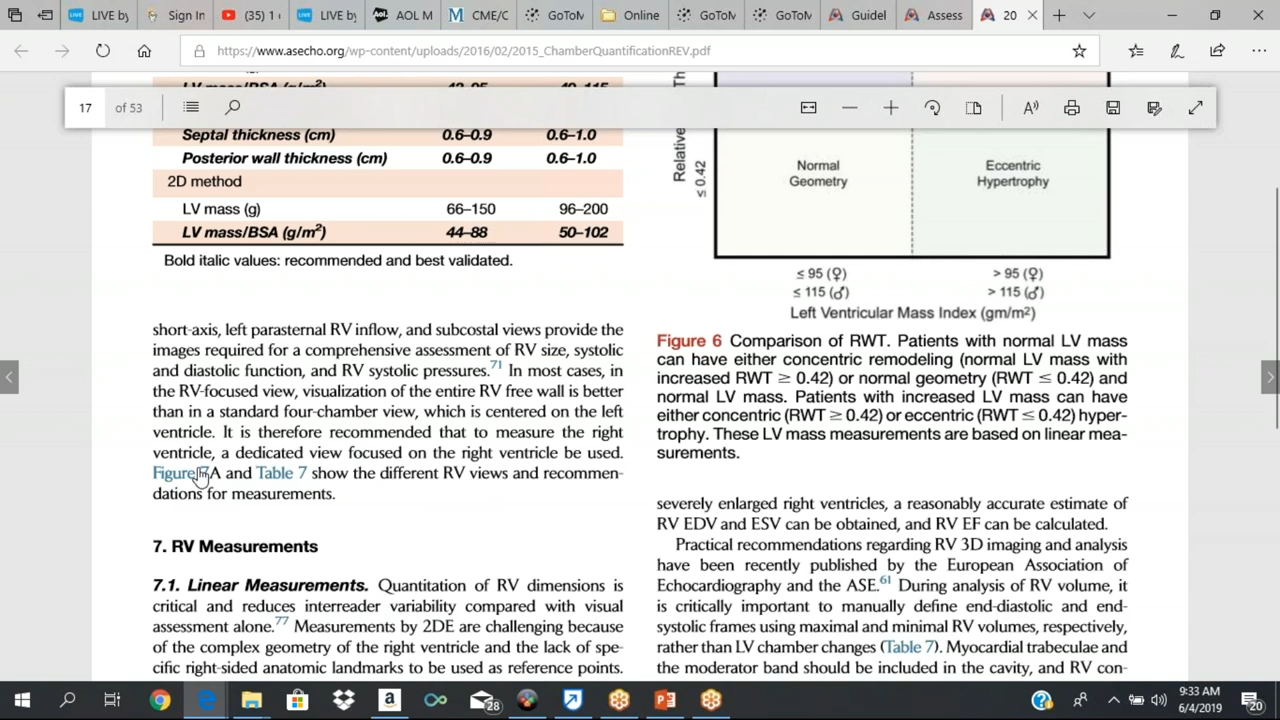 LIVE by
Sign In
(35) 1 (
LIVE by
Aol.
AOL M
CME/C
GoToM
Online
GoToM
GoToM
Guidel
Assess
20
https://www.asecho.org/wp-content/uploads/2016/02/2015_ChamberQuantificationREV.pdf
17 of 53
Septal thickness (cm) 0.6–0.9 0.6–1.0
Posterior wall thickness (cm) 0.6–0.9 0.6–1.0
2D method
LV mass (g) 66–150 96–200
LV mass/BSA (g/m²) 44–88 50–102
Bold italic values: recommended and best validated.
short-axis, left parasternal RV inflow, and subcostal views provide the
images required for a comprehensive assessment of RV size, systolic
and diastolic function, and RV systolic pressures.71 In most cases, in
the RV-focused view, visualization of the entire RV free wall is better
than in a standard four-chamber view, which is centered on the left
ventricle. It is therefore recommended that to measure the right
ventricle, a dedicated view focused on the right ventricle be used.
Figure 7A and Table 7 show the different RV views and recommen-
dations for measurements.
7. RV Measurements
7.1. Linear Measurements. Quantitation of RV dimensions is
critical and reduces interreader variability compared with visual
assessment alone.77 Measurements by 2DE are challenging because
of the complex geometry of the right ventricle and the lack of spe-
cific right-sided anatomic landmarks to be used as reference points.
Relative
Th
≤ 0.42
Normal
Geometry
Eccentric
Hypertrophy
≤ 95 (♀)
≤ 115 (♂)
> 95 (♀)
> 115 (♂)
Left Ventricular Mass Index (gm/m²)
Figure 6 Comparison of RWT. Patients with normal LV mass
can have either concentric remodeling (normal LV mass with
increased RWT ≥ 0.42) or normal geometry (RWT ≤ 0.42) and
normal LV mass. Patients with increased LV mass can have
either concentric (RWT ≥ 0.42) or eccentric (RWT ≤ 0.42) hyper-
trophy. These LV mass measurements are based on linear mea-
surements.
severely enlarged right ventricles, a reasonably accurate estimate of
RV EDV and ESV can be obtained, and RV EF can be calculated.
Practical recommendations regarding RV 3D imaging and analysis
have been recently published by the European Association of
Echocardiography and the ASE.61 During analysis of RV volume, it
is critically important to manually define end-diastolic and end-
systolic frames using maximal and minimal RV volumes, respectively,
rather than LV chamber changes (Table 7). Myocardial trabeculae and
the moderator band should be included in the cavity, and RV con-
28
9:33 AM
6/4/2019
20